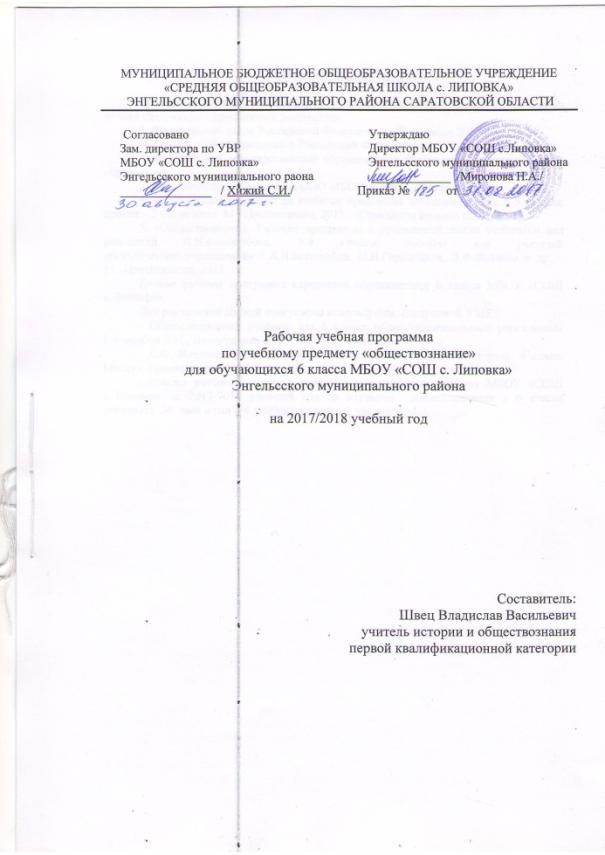 МУНИЦИПАЛЬНОЕ БЮДЖЕТНОЕ ОБЩЕОБРАЗОВАТЕЛЬНОЕ УЧРЕЖДЕНИЕ
«СРЕДНЯЯ ОБЩЕОБРАЗОВАТЕЛЬНАЯ ШКОЛА с. ЛИПОВКА»
ЭНГЕЛЬССКОГО МУНИЦИПАЛЬНОГО РАЙОНА САРАТОВСКОЙ ОБЛАСТИ
Согласовано
Зам. директора по УВР
МБОУ «СОШ с. Липовка»
Энгельсского муниципального раона
/ Хижий С.И./
30 августа 2017 г.
Утверждаю
Директор МБОУ «СОШ с.Липовка»
Энгельсского муниципального района
/Миронова Н.А./
Приказ № 185 от 31.08.2017
Рабочая учебная программа
по учебному предмету «обществознание»
для обучающихся 6 класса МБОУ «СОШ с. Липовка»
Энгельсского муниципального района
на 2017/2018 учебный год
Составитель:
Швец Владислав Васильевич
учитель истории и обществознания
первой квалификационной категории